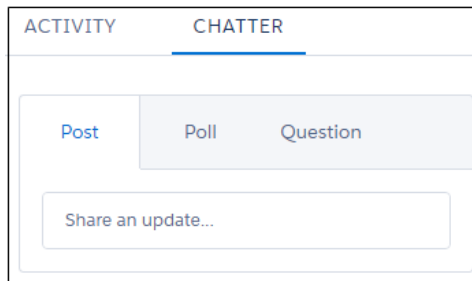 ACTIVITY CHATTER
Post Poll Question
Share an update...